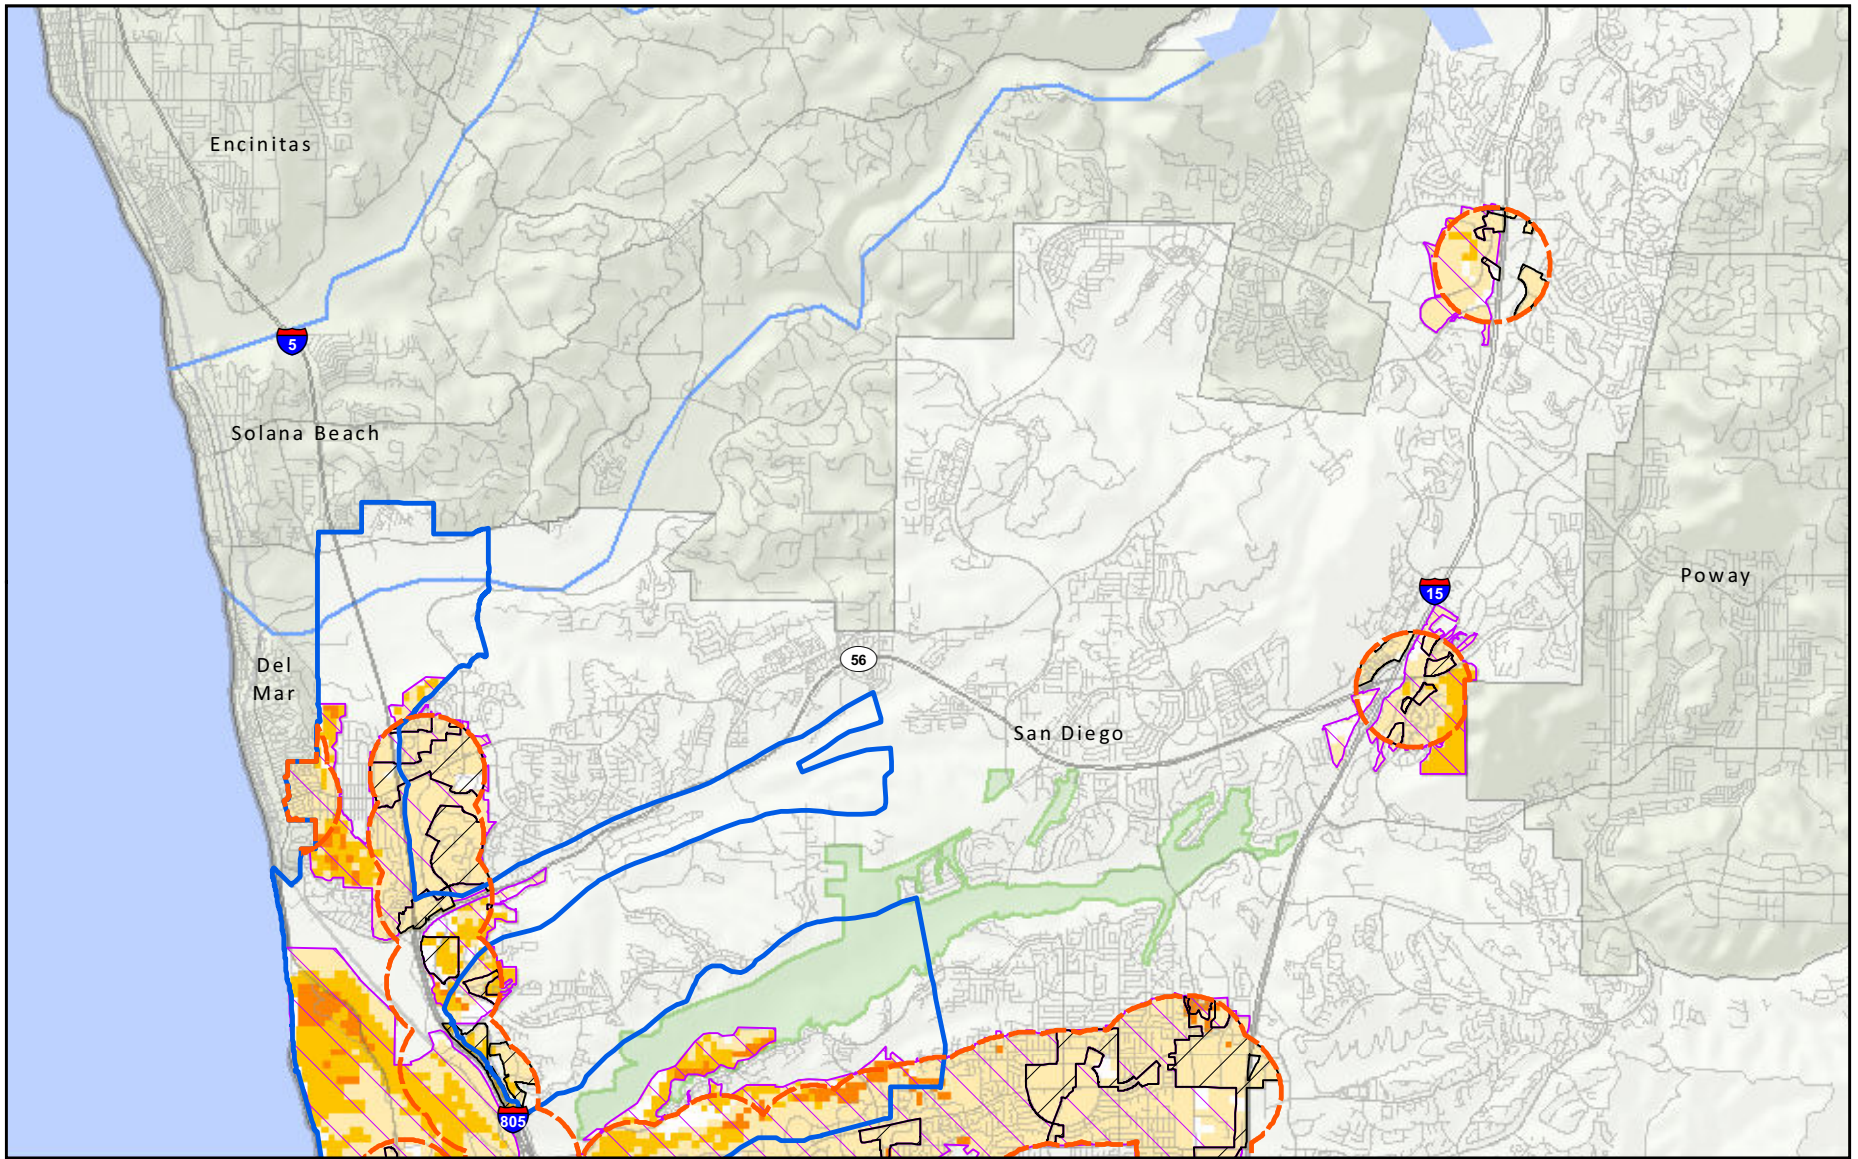 Encinitas
5
Solana Beach
15
Poway
Del
Mar
56
San Diego
805